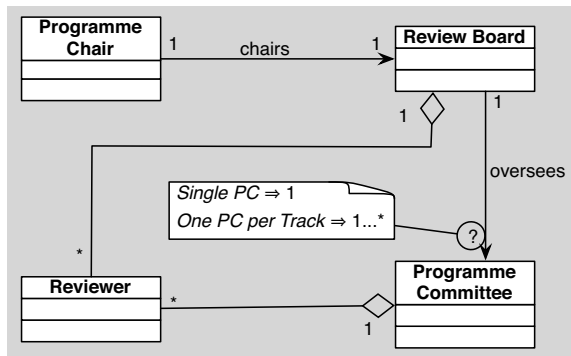 Programme
Chair
1
chairs
1
Review Board
1
1
oversees
Single PC ⇒ 1
One PC per Track ⇒ 1...*
?
*
Reviewer
*
1
Programme
Committee